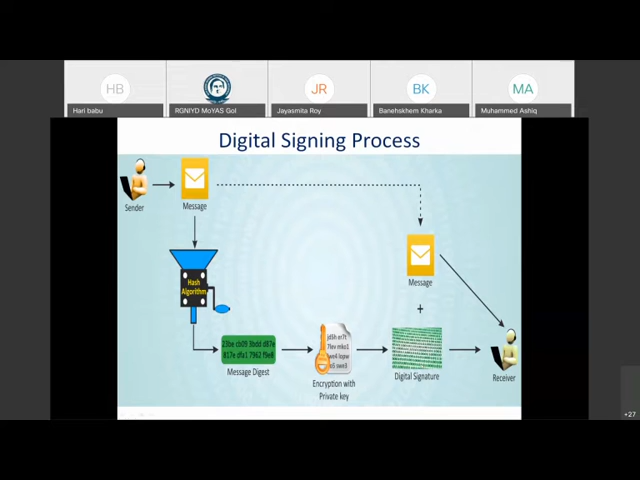 HB
JR
BK
MA
Hari babu
RGNIYD MoYAS GoI
Jayasmita Roy
Banehskhem Kharka
Muhammed Ashiq
Digital Signing Process
Sender
Message
Message
Hash
Algorithm
+
23be cb09 3bdd d87e
817e dfa1 7962 f9e8
Message Digest
Encryption with
Private key
Digital Signature
Receiver
+27